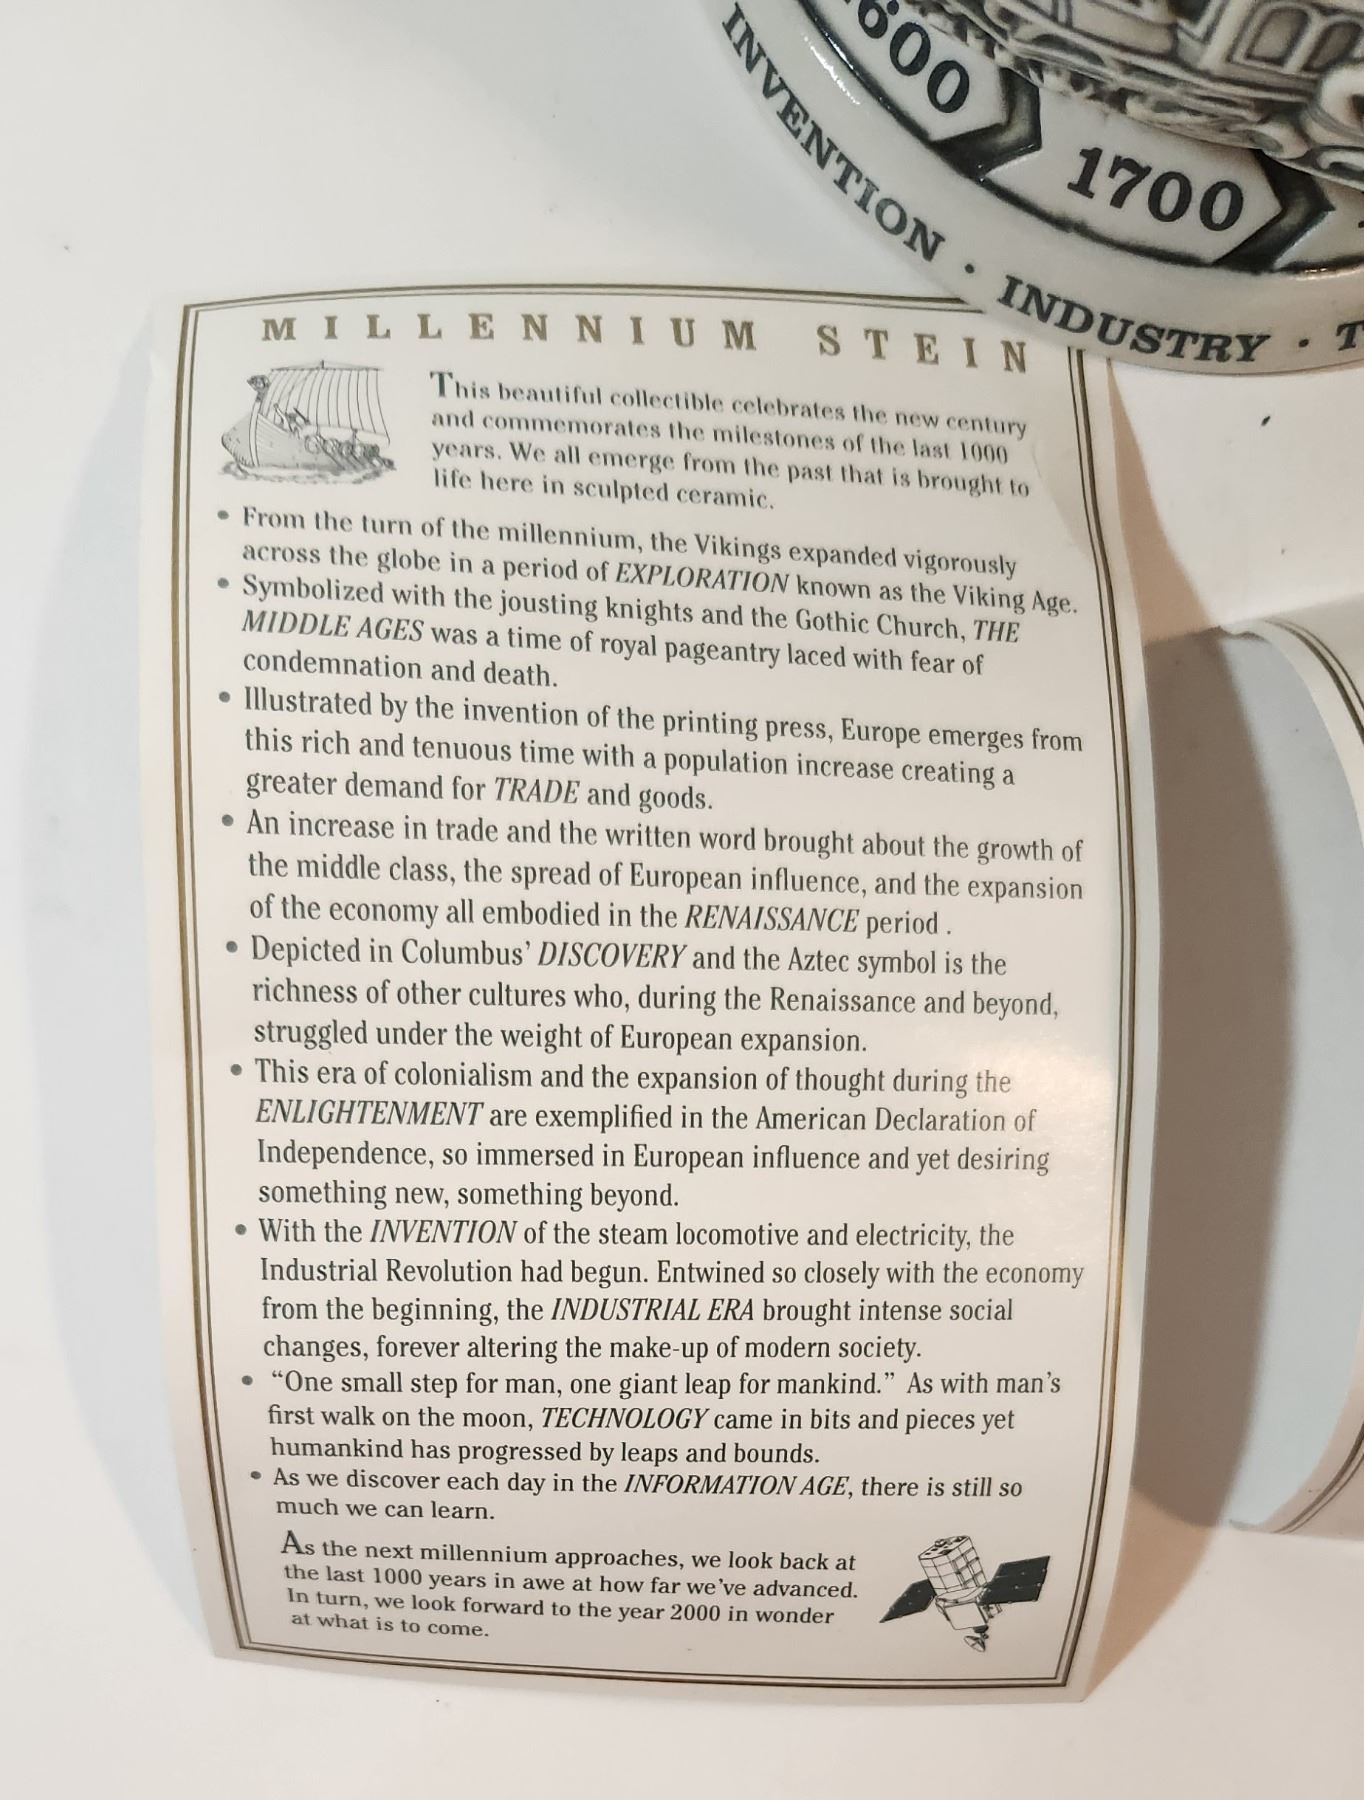 600
1700
INVENTION · INDUSTRY · T
MILLENNIUM STEIN
This beautiful collectible celebrates the new century
and commemorates the milestones of the last 1000
years. We all emerge from the past that is brought to
life here in sculpted ceramic.
• From the turn of the millennium, the Vikings expanded vigorously
across the globe in a period of EXPLORATION known as the Viking Age.
• Symbolized with the jousting knights and the Gothic Church, THE
MIDDLE AGES was a time of royal pageantry laced with fear of
condemnation and death.
• Illustrated by the invention of the printing press, Europe emerges from
this rich and tenuous time with a population increase creating a
greater demand for TRADE and goods.
• An increase in trade and the written word brought about the growth of
the middle class, the spread of European influence, and the expansion
of the economy all embodied in the RENAISSANCE period .
• Depicted in Columbus' DISCOVERY and the Aztec symbol is the
richness of other cultures who, during the Renaissance and beyond,
struggled under the weight of European expansion.
• This era of colonialism and the expansion of thought during the
ENLIGHTENMENT are exemplified in the American Declaration of
Independence, so immersed in European influence and yet desiring
something new, something beyond.
• With the INVENTION of the steam locomotive and electricity, the
Industrial Revolution had begun. Entwined so closely with the economy
from the beginning, the INDUSTRIAL ERA brought intense social
changes, forever altering the make-up of modern society.
• “One small step for man, one giant leap for mankind.” As with man's
first walk on the moon, TECHNOLOGY came in bits and pieces yet
humankind has progressed by leaps and bounds.
• As we discover each day in the INFORMATION AGE, there is still so
much we can learn.
As the next millennium approaches, we look back at
the last 1000 years in awe at how far we've advanced.
In turn, we look forward to the year 2000 in wonder
at what is to come.